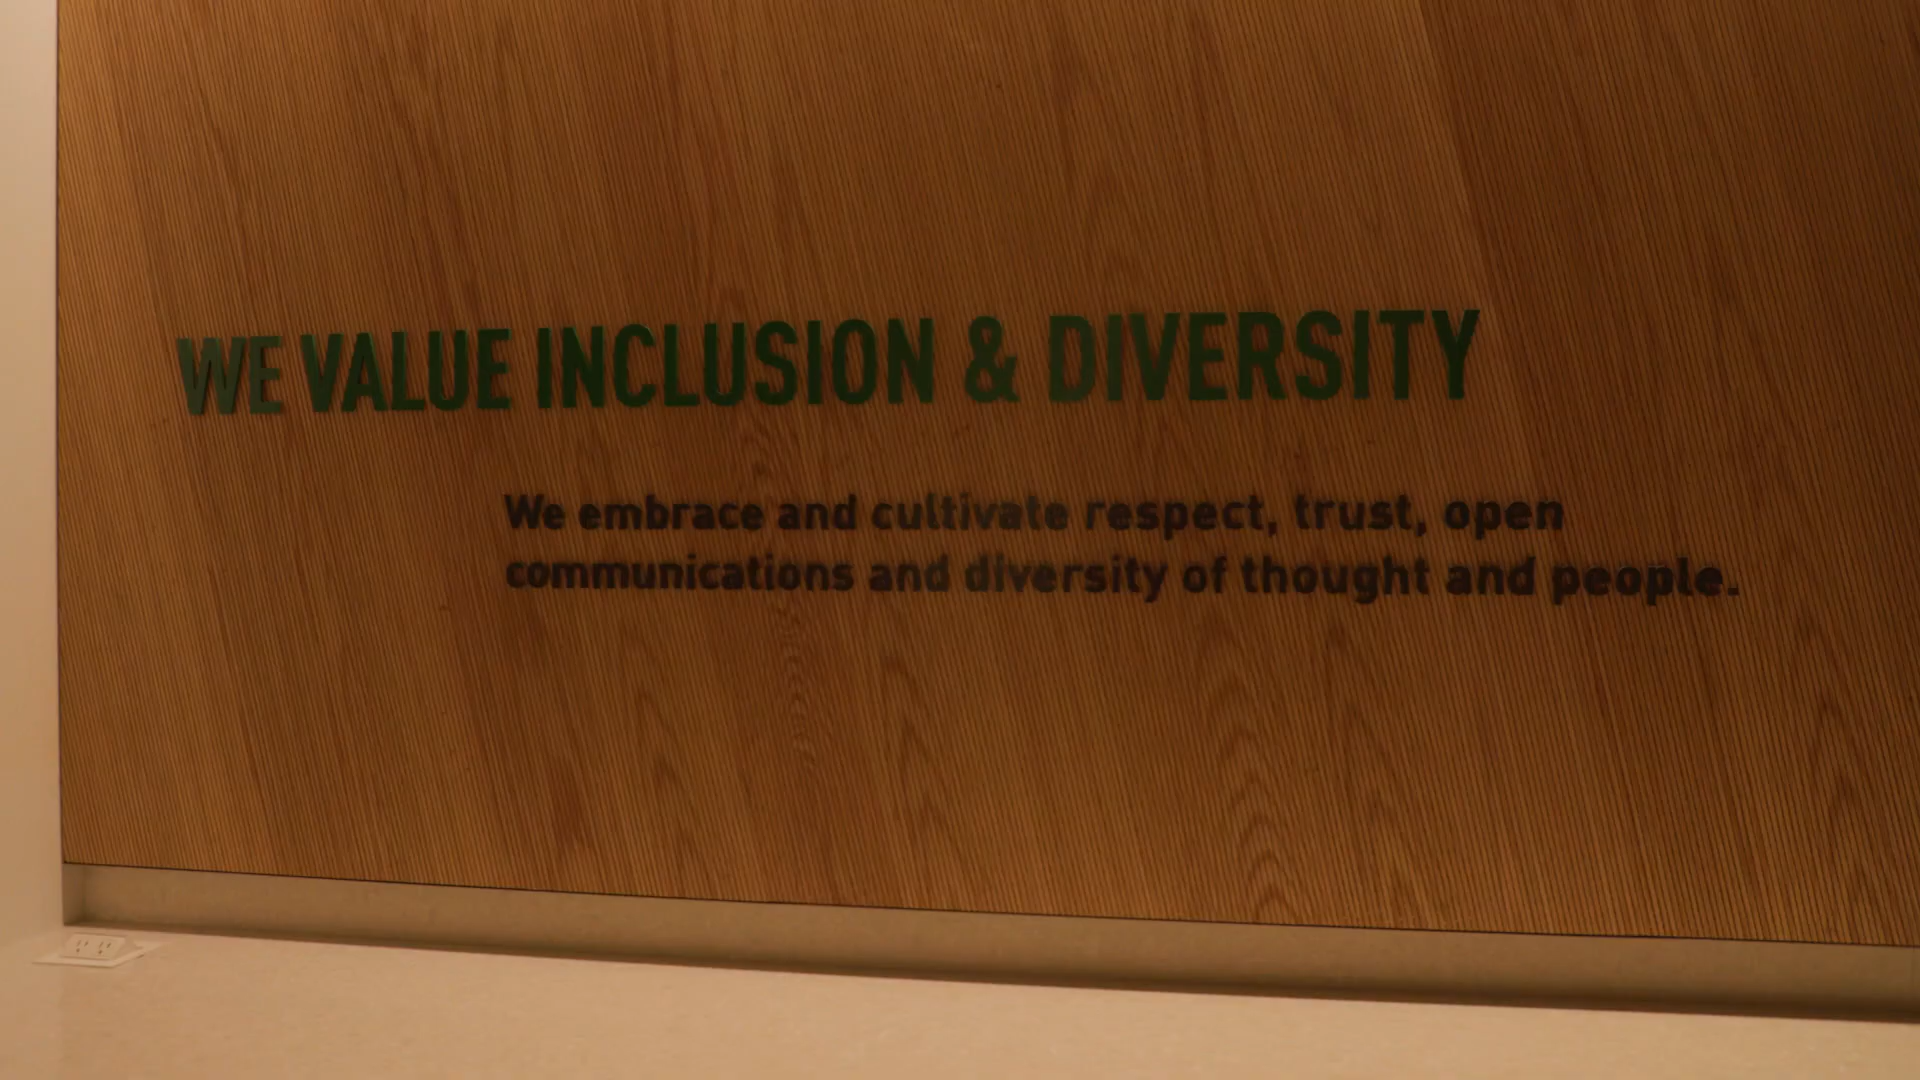 WE VALUE INCLUSION & DIVERSITY
We embrace and cultivate respect, trust, open
communications and diversity of thought and people.